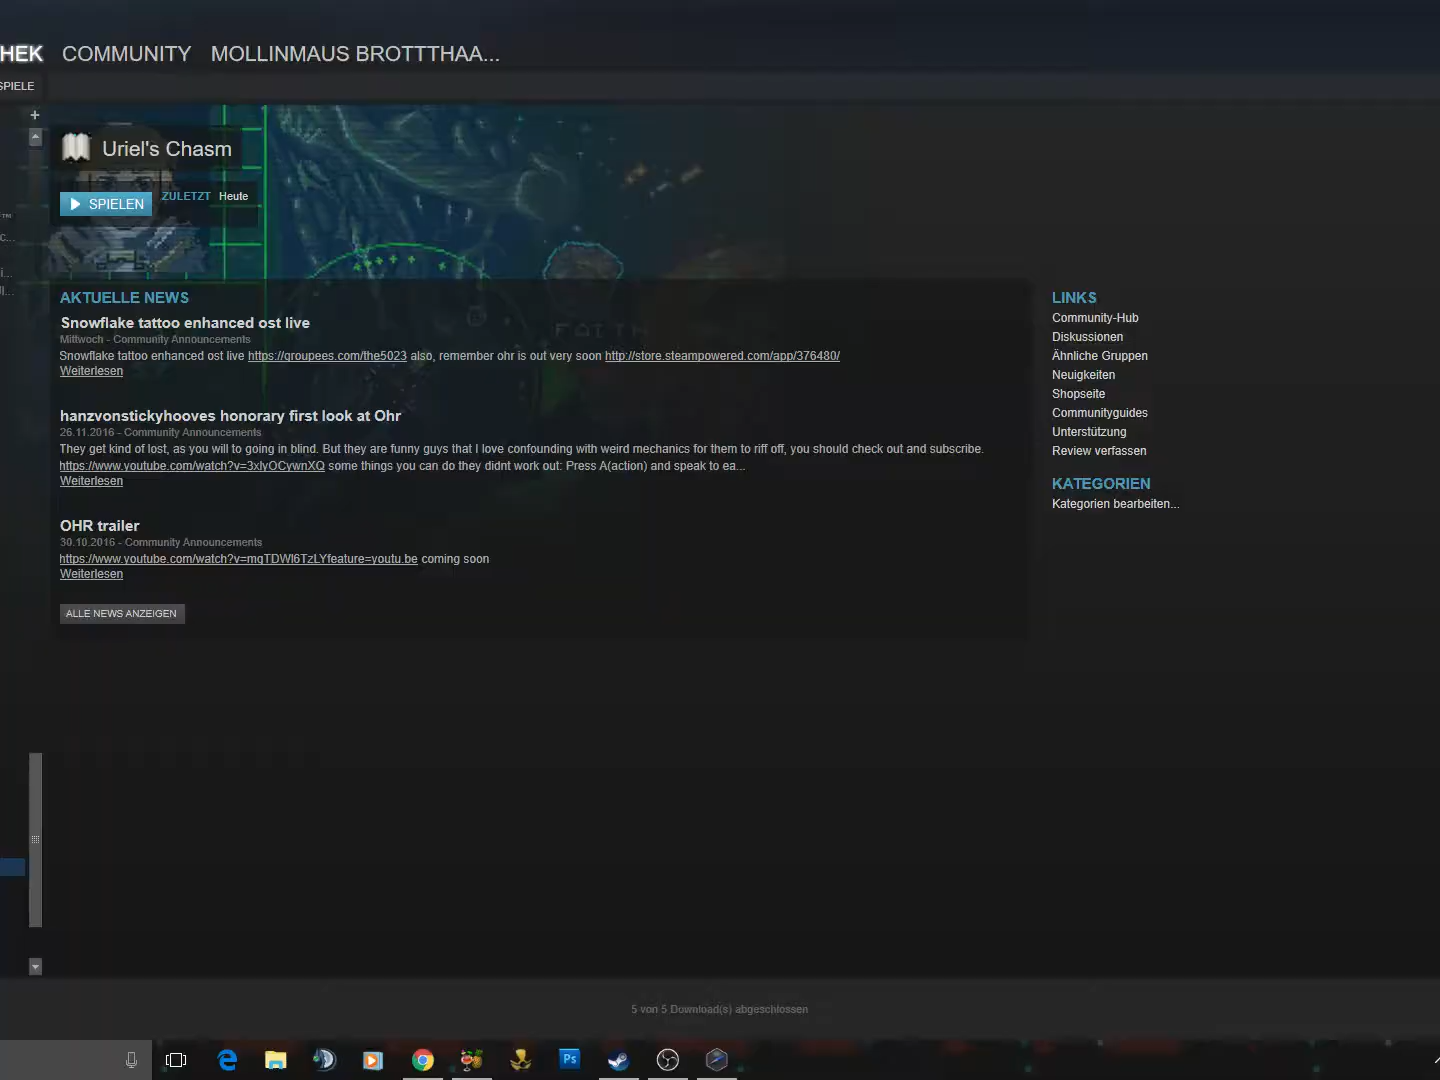 HEK COMMUNITY MOLLINMAUS BROTTTHAA...
SPIELE
+
Uriel's Chasm
SPIELEN
ZULETZT Heute
™
c...
i...
ll...
AKTUELLE NEWS
Snowflake tattoo enhanced ost live
Mittwoch - Community Announcements
Snowflake tattoo enhanced ost live https://groupees.com/the5023 also, remember ohr is out very soon http://store.steampowered.com/app/376480/
Weiterlesen
hanzvonstickyhooves honorary first look at Ohr
26.11.2016 - Community Announcements
They get kind of lost, as you will to going in blind. But they are funny guys that I love confounding with weird mechanics for them to riff off, you should check out and subscribe.
https://www.youtube.com/watch?v=3xlyOCywnXQ some things you can do they didnt work out: Press A(action) and speak to ea...
Weiterlesen
OHR trailer
30.10.2016 - Community Announcements
https://www.youtube.com/watch?v=mqTDWl6TzLYfeature=youtu.be coming soon
Weiterlesen
ALLE NEWS ANZEIGEN
FAITH
LINKS
Community-Hub
Diskussionen
Ähnliche Gruppen
Neuigkeiten
Shopseite
Communityguides
Unterstützung
Review verfassen
KATEGORIEN
Kategorien bearbeiten...
5 von 5 Download(s) abgeschlossen
Ps